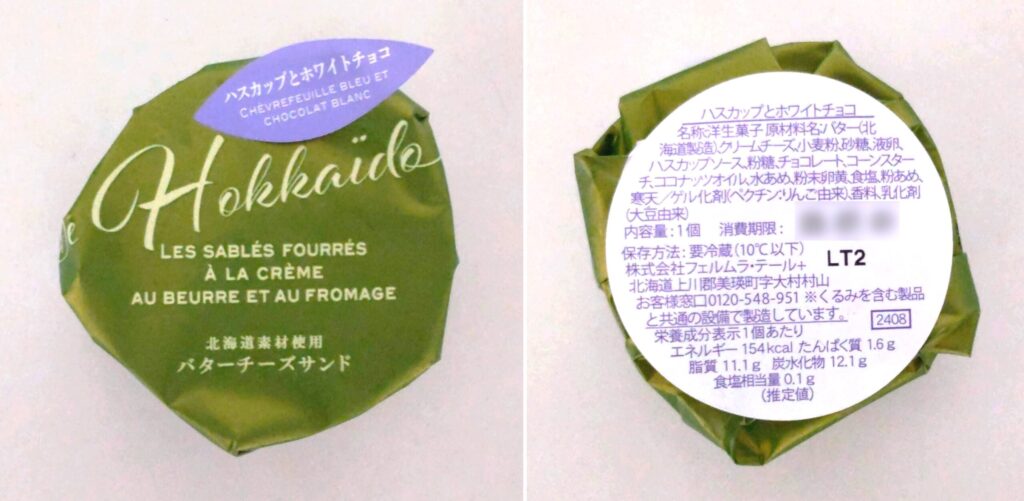 ハスカップとホワイトチョコ
CHÈVREFEUILLE BLEU ET
CHOCOLAT BLANC
Hokkaïdo
LES SABLÉS FOURRÉS
À LA CRÈME
AU BEURRE ET AU FROMAGE
北海道素材使用
バターチーズサンド
ハスカップとホワイトチョコ
名称:洋生菓子 原材料名:バター(北
海道製造)、クリームチーズ、小麦粉、砂糖、液卵、
ハスカップソース、粉糖、チョコレート、コーンスター
チ、ココナッツオイル、水あめ、粉末卵黄、食塩、粉あめ、
寒天／ゲル化剤(ペクチン:りんご由来)、香料、乳化剤
(大豆由来)
内容量:1個 消費期限:
保存方法:要冷蔵(10℃以下)
LT2
株式会社フェルムラ・テール+
北海道上川郡美瑛町字大村村山
お客様窓口0120-548-951 ※くるみを含む製品
と共通の設備で製造しています。
2408
栄養成分表示1個あたり
エネルギー 154kcal たんぱく質 1.6g
脂質 11.1g 炭水化物 12.1g
食塩相当量 0.1g
(推定値)